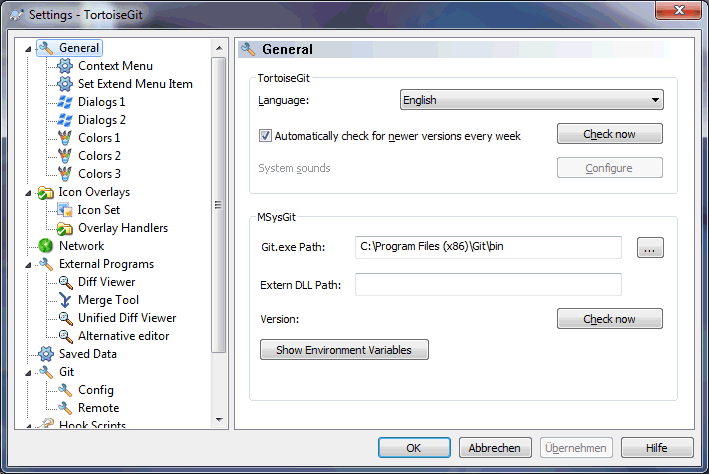 Settings - TortoiseGit
General
Context Menu
Set Extend Menu Item
Dialogs 1
Dialogs 2
Colors 1
Colors 2
Colors 3
Icon Overlays
Icon Set
Overlay Handlers
Network
External Programs
Diff Viewer
Merge Tool
Unified Diff Viewer
Alternative editor
Saved Data
Git
Config
Remote
Hook Scripts
General
TortoiseGit
Language:
English
Automatically check for newer versions every week
Check now
System sounds
Configure
MSysGit
Git.exe Path:
C:\Program Files (x86)\Git\bin
...
Extern DLL Path:
Version:
Check now
Show Environment Variables
OK
Abbrechen
Übernehmen
Hilfe